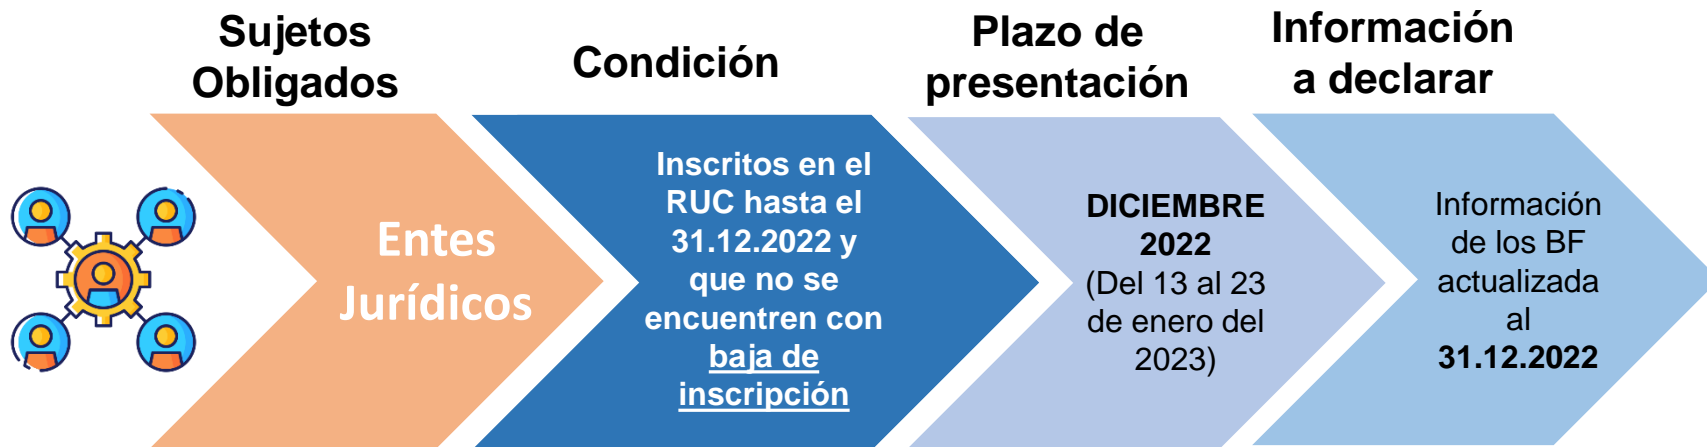 Sujetos
Obligados
Entes
Jurídicos
Condición
Inscritos en el
RUC hasta el
31.12.2022 y
que no se
encuentren con
baja de
inscripción
Plazo de
presentación
DICIEMBRE
2022
(Del 13 al 23
de enero del
2023)
Información
a declarar
Información
de los BF
actualizada
al
31.12.2022